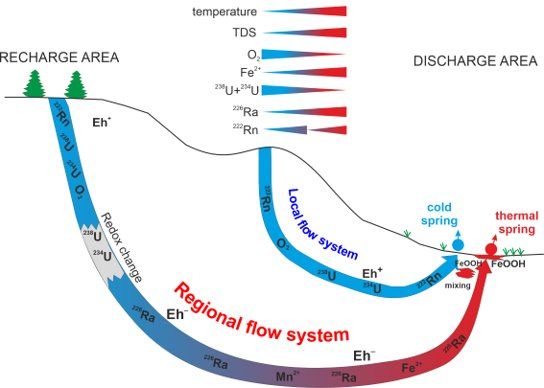 temperature
TDS
O₂
Fe²⁺
²³⁸U+²³⁴U
²²⁶Ra
²²²Rn
RECHARGE AREA
DISCHARGE AREA
Eh⁺
²²²Rn
²³⁸U
²³⁴U
O₂
Redox change
²³⁸U
²³⁴U
²²⁶Ra
Eh⁻
Regional flow system
²²⁶Ra
Mn²⁺
²²⁶Ra
Eh⁻
Fe²⁺
²²⁶Ra
²²²Rn
O₂
Local flow system
²³⁸U
Eh⁺
²³⁴U
²²²Rn
cold
spring
thermal
spring
FeOOH
FeOOH
mixing